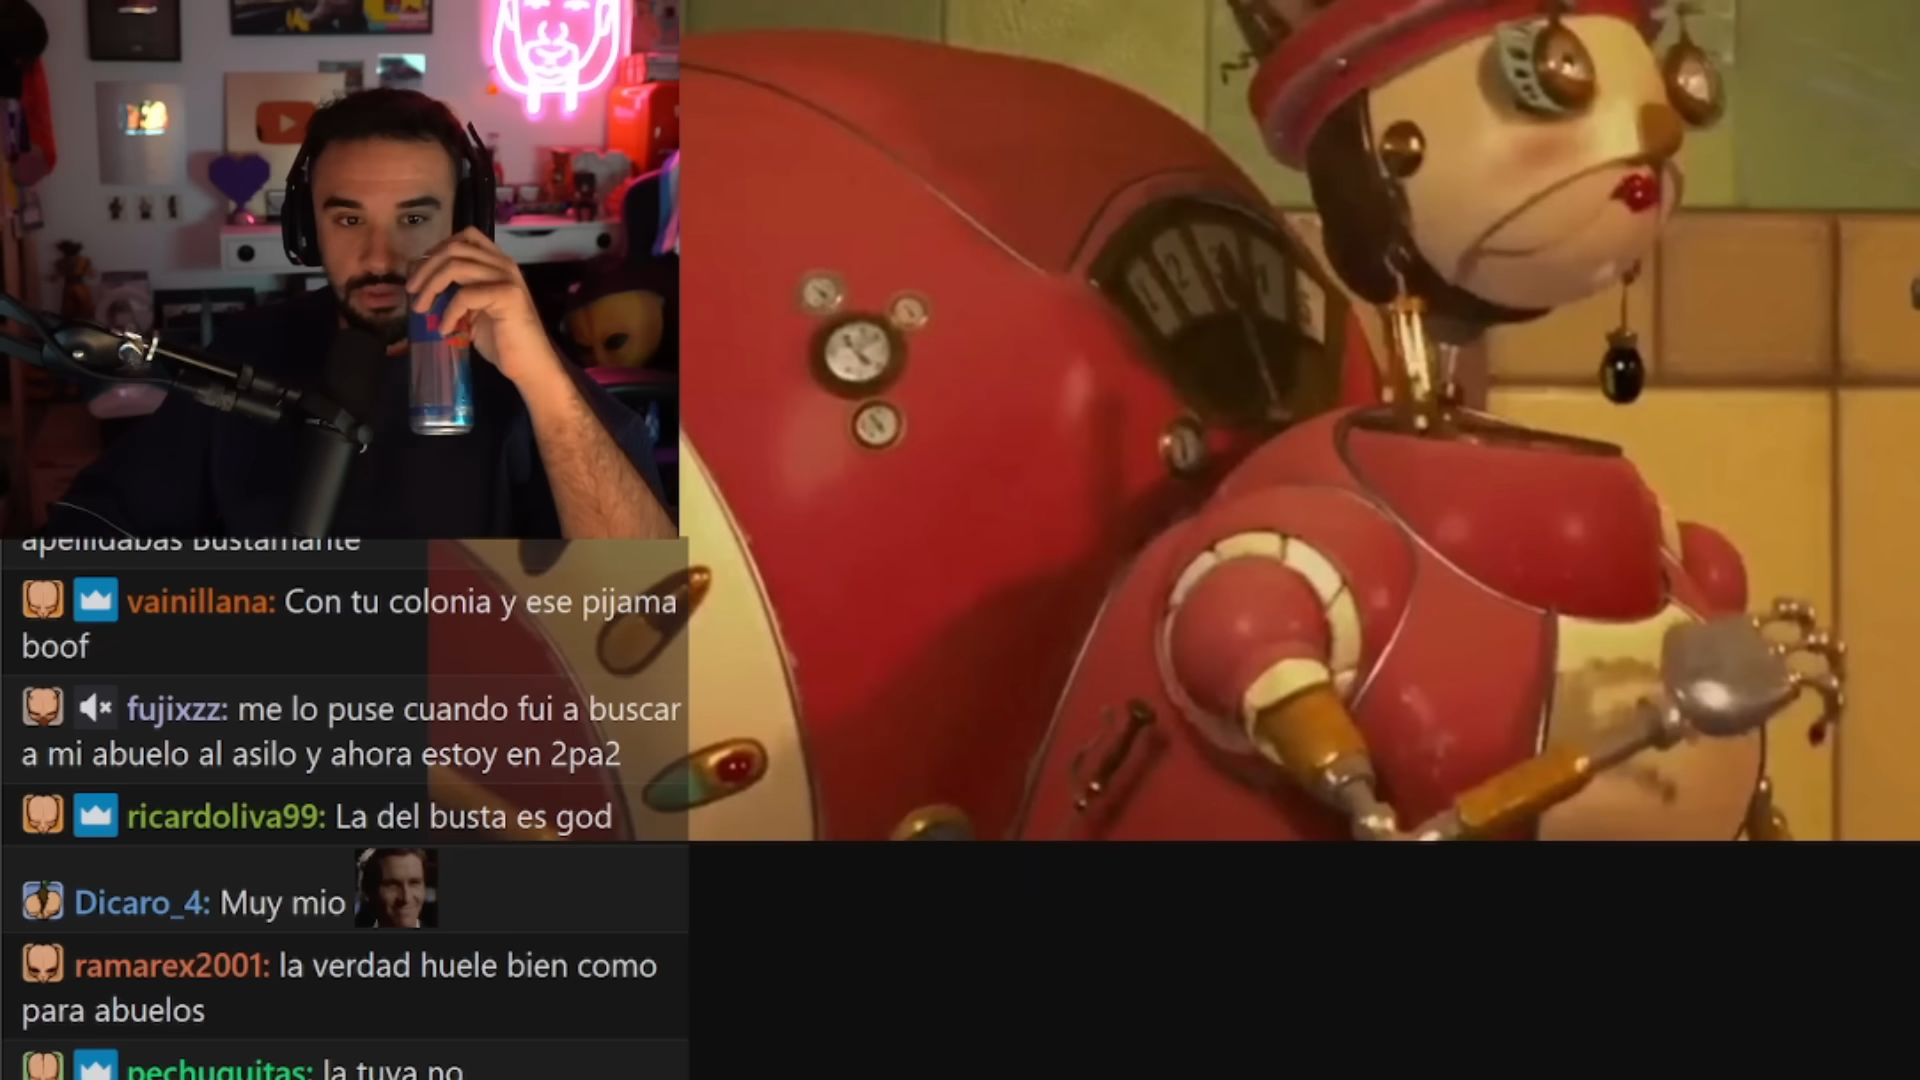 apellidabas Bustamante
vainillana: Con tu colonia y ese pijama
boof
fujixzz: me lo puse cuando fui a buscar
a mi abuelo al asilo y ahora estoy en 2pa2
ricardoliva99: La del busta es god
Dicaro_4: Muy mio
ramarex2001: la verdad huele bien como
para abuelos
pechuguitas: la tuya no